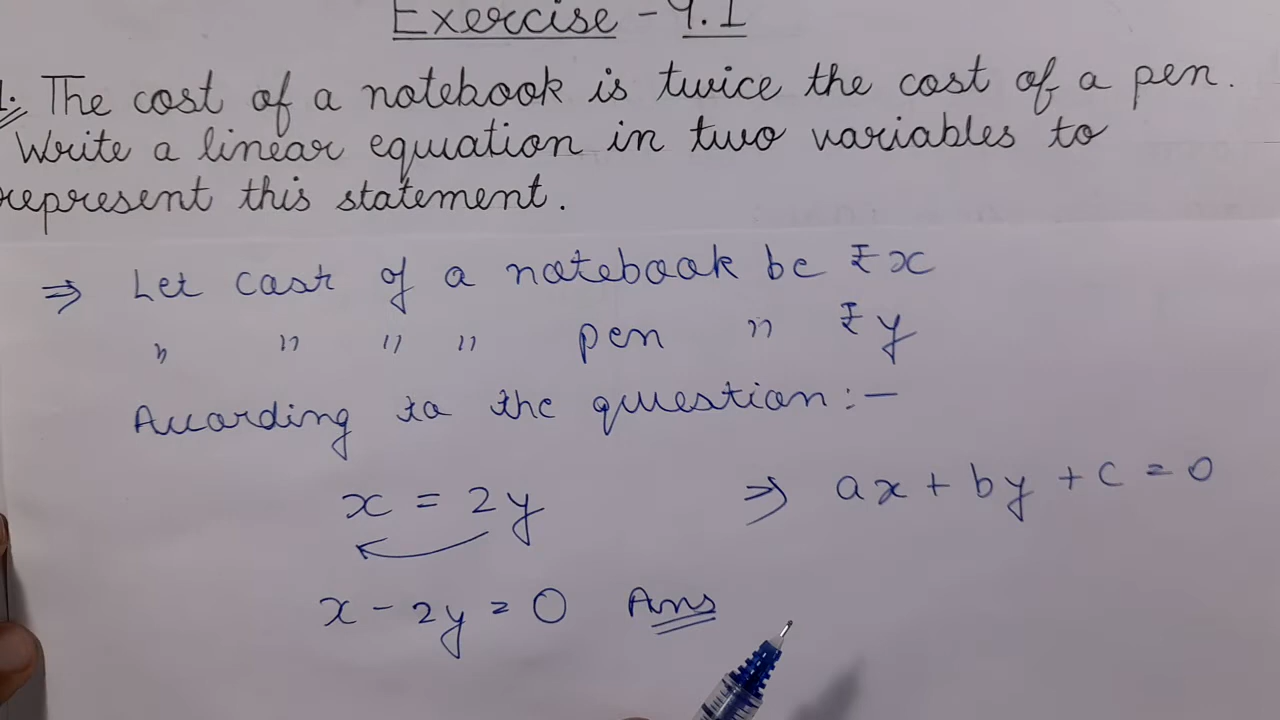 Exercise - 4.1
1. The cost of a notebook is twice the cost of a pen.
Write a linear equation in two variables to
represent this statement.
⇒ Let cost of a notebook be ₹ x
" " " " pen " ₹ y
According to the question :-
x = 2y ⇒ ax + by + c = 0
x - 2y = 0 Ans